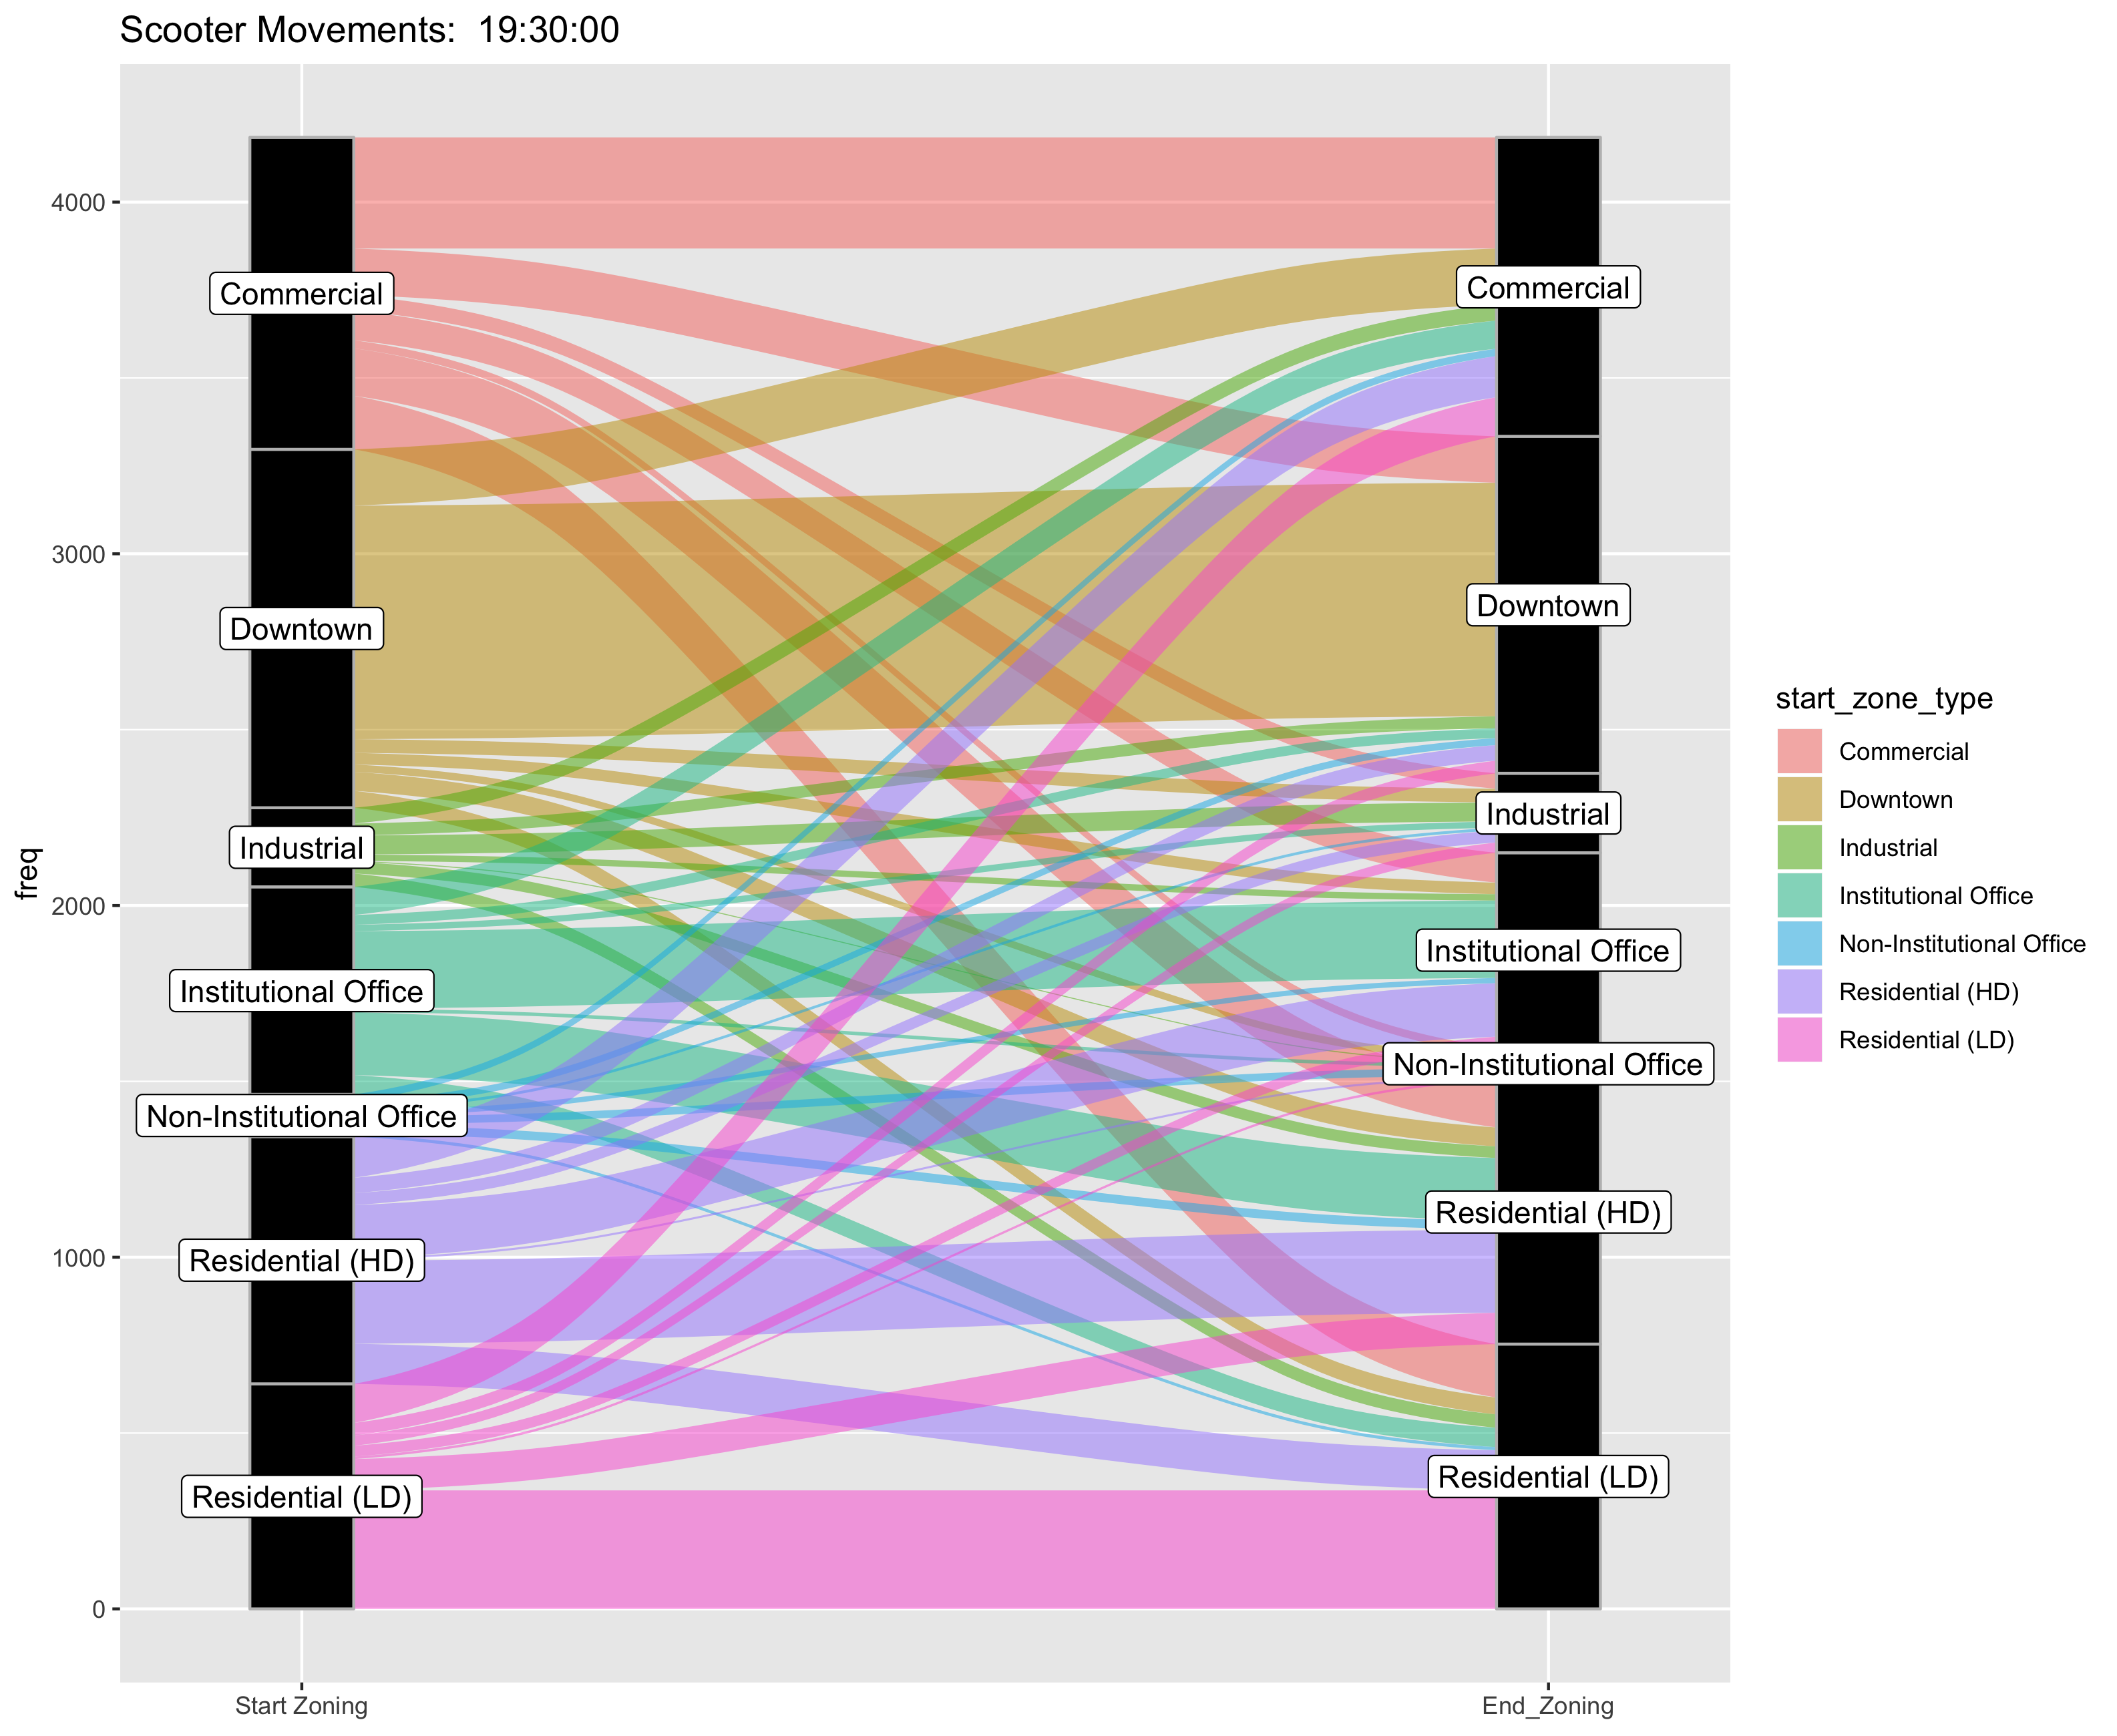 Scooter Movements:  19:30:00
freq
4000
3000
2000
1000
0
Commercial
Downtown
Industrial
Institutional Office
Non-Institutional Office
Residential (HD)
Residential (LD)
Commercial
Downtown
Industrial
Institutional Office
Non-Institutional Office
Residential (HD)
Residential (LD)
Start Zoning
End_Zoning
start_zone_type
Commercial
Downtown
Industrial
Institutional Office
Non-Institutional Office
Residential (HD)
Residential (LD)